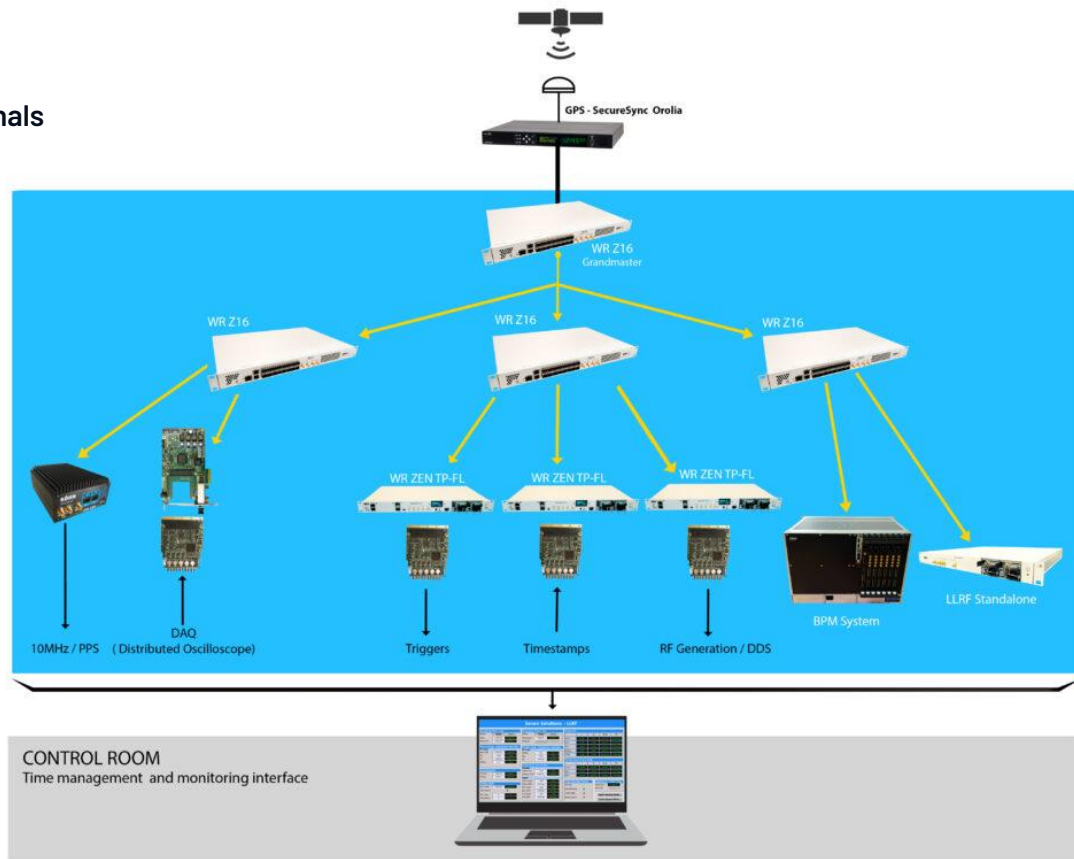 nals
GPS - SecureSync Orolia
WR Z16
Grandmaster
WR Z16
WR Z16
WR Z16
WR ZEN TP-FL
WR ZEN TP-FL
WR ZEN TP-FL
LLRF Standalone
BPM System
10MHz / PPS
DAQ
( Distributed Oscilloscope)
Triggers
Timestamps
RF Generation / DDS
CONTROL ROOM
Time management and monitoring interface